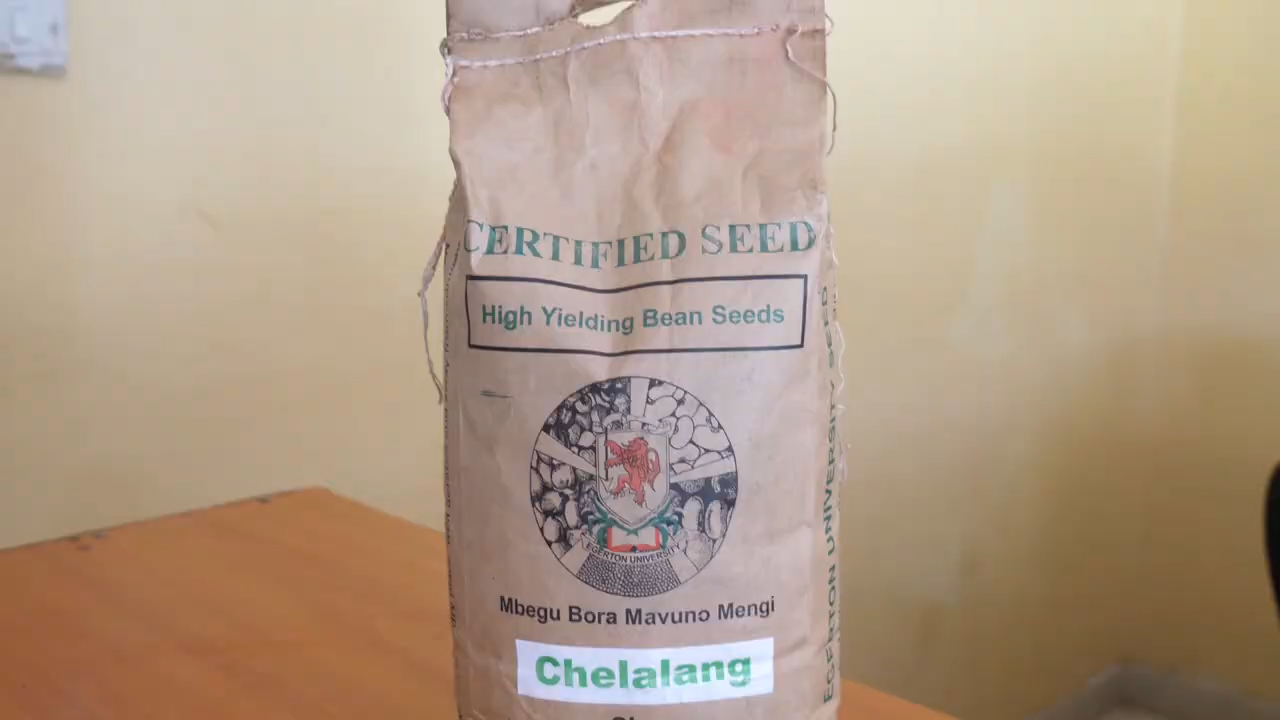 CERTIFIED SEED
High Yielding Bean Seeds
EGERTON UNIVERSITY
Mbegu Bora Mavuno Mengi
Chelalang
EGERTON UNIVERSITY SEED